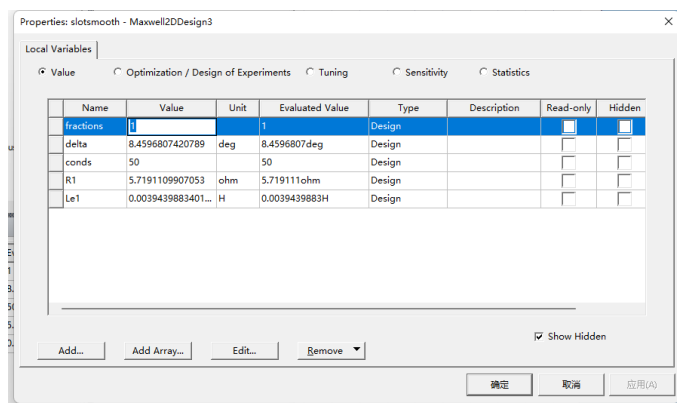 Properties: slotsmooth - Maxwell2DDesign3
Local Variables
Value Optimization / Design of Experiments Tuning Sensitivity Statistics
Name Value Unit Evaluated Value Type Description Read-only Hidden
fractions 1 1 Design
delta 8.4596807420789 deg 8.4596807deg Design
conds 50 50 Design
R1 5.7191109907053 ohm 5.719111ohm Design
Le1 0.0039439883401... H 0.0039439883H Design
Show Hidden
Add... Add Array... Edit... Remove
确定 取消 应用(A)